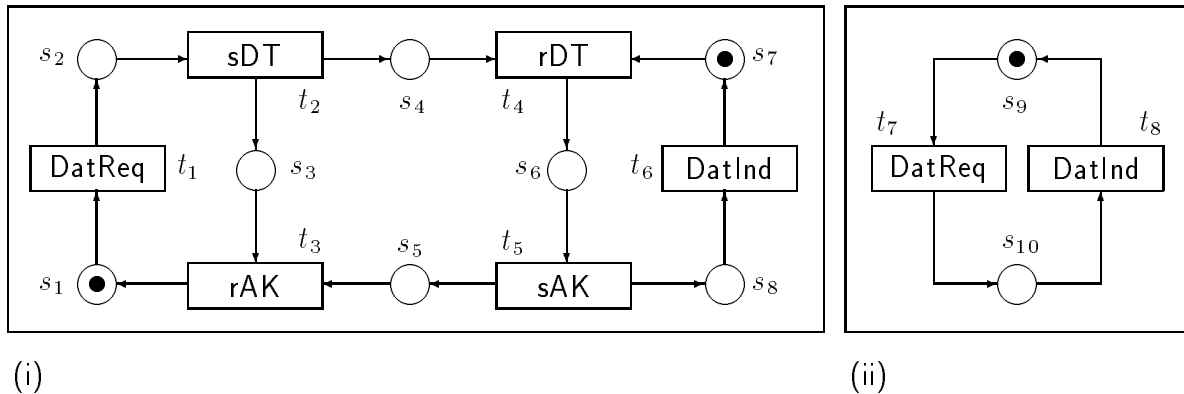 s2 sDT rDT s7
t2 s4 t4
t7 s9 t8
DatReq t1 s3 s6 t6 DatInd
DatReq DatInd
t3 s5 t5 s10
s1 rAK sAK s8
(i) (ii)